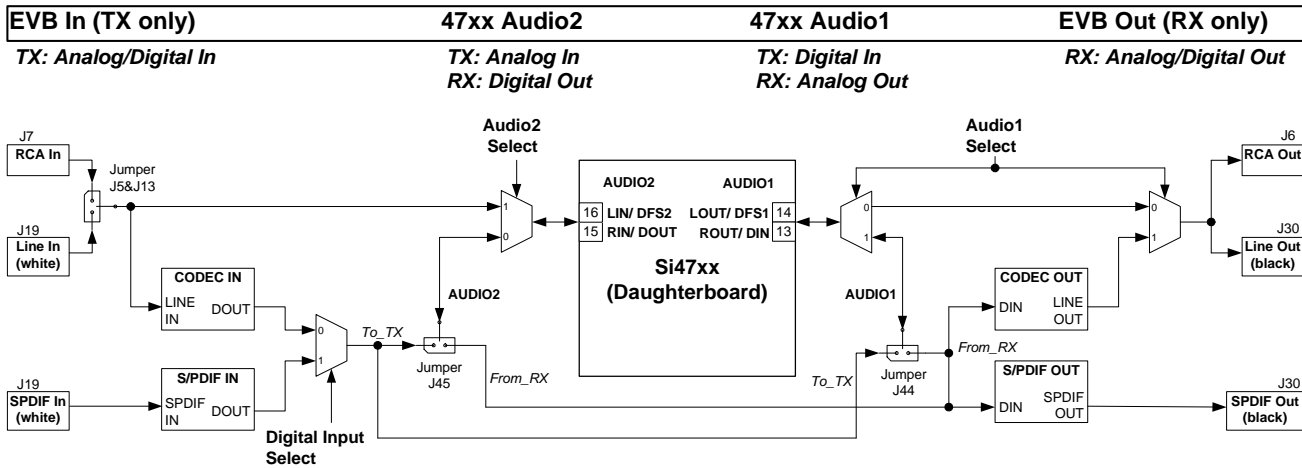 EVB In (TX only) 47xx Audio2 47xx Audio1 EVB Out (RX only)
TX: Analog/Digital In
TX: Analog In
RX: Digital Out
TX: Digital In
RX: Analog Out
RX: Analog/Digital Out
J7
RCA In
Jumper
J5&J13
J19
Line In
(white)
CODEC IN
LINE
IN
DOUT
J19
SPDIF In
(white)
S/PDIF IN
SPDIF
IN
DOUT
0
1
Digital Input
Select
To_TX
Audio2
Select
1
0
AUDIO2
Jumper
J45
From_RX
AUDIO2
AUDIO1
16 LIN/ DFS2
15 RIN/ DOUT
LOUT/ DFS1 14
ROUT/ DIN 13
Si47xx
(Daughterboard)
Audio1
Select
0
1
0
1
AUDIO1
To_TX
Jumper
J44
From_RX
CODEC OUT
DIN
LINE
OUT
S/PDIF OUT
DIN
SPDIF
OUT
J6
RCA Out
J30
Line Out
(black)
J30
SPDIF Out
(black)